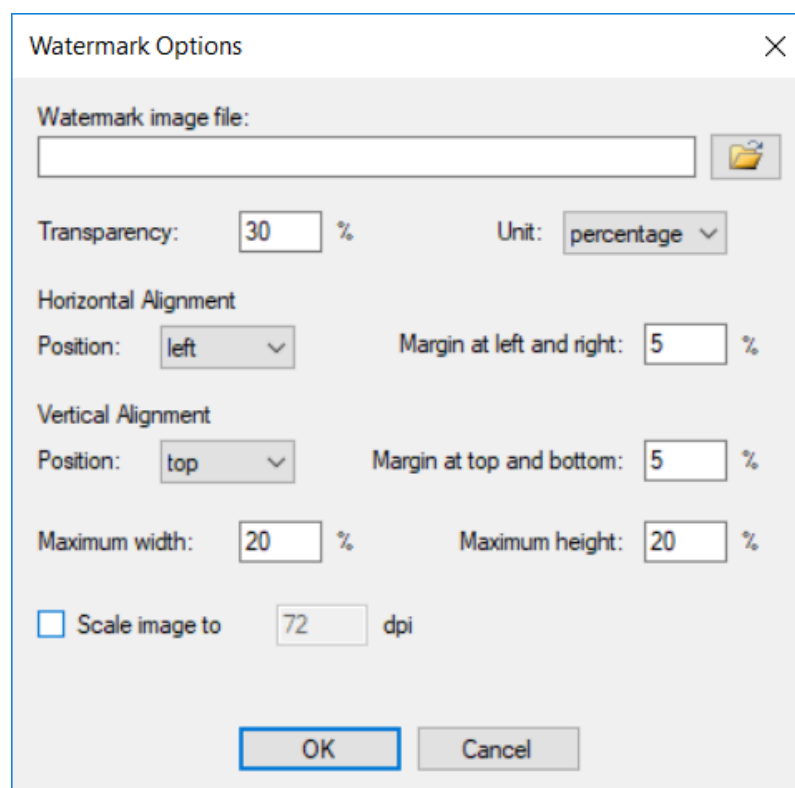 Watermark Options
Watermark image file:
Transparency: 30 % Unit: percentage
Horizontal Alignment
Position: left Margin at left and right: 5 %
Vertical Alignment
Position: top Margin at top and bottom: 5 %
Maximum width: 20 % Maximum height: 20 %
Scale image to 72 dpi
OK Cancel